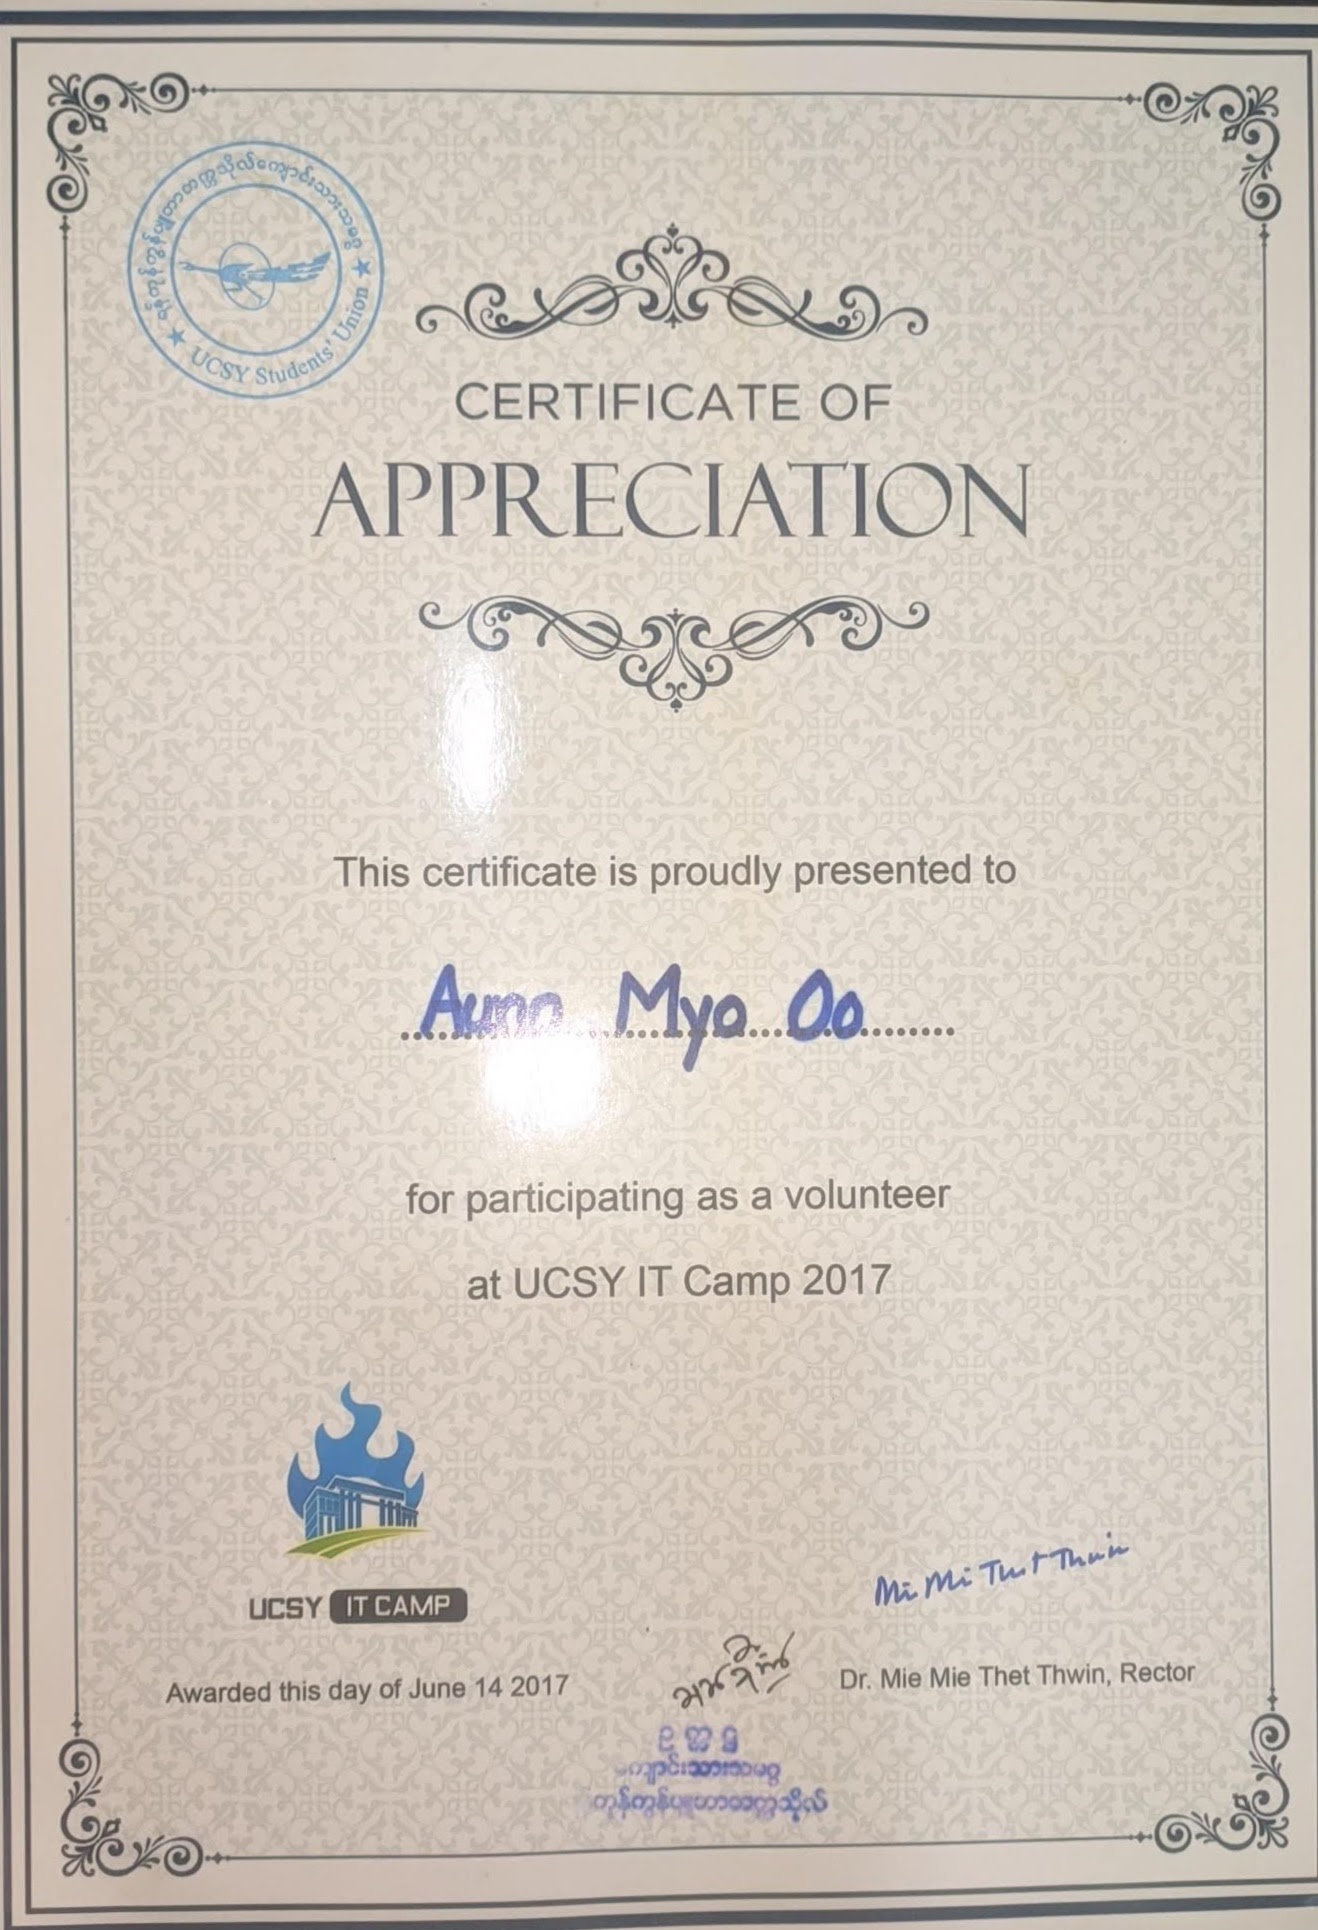 ရန်ကုန်ကွန်ပျူတာတက္ကသိုလ်ကျောင်းသားသမဂ္ဂ
UCSY Students' Union
CERTIFICATE OF
APPRECIATION
This certificate is proudly presented to
Aung Myo Oo
for participating as a volunteer
at UCSY IT Camp 2017
UCSY IT CAMP
Mi Mi Thet Thwin
Awarded this day of June 14 2017
Dr. Mie Mie Thet Thwin, Rector
ဥက္ကဋ္ဌ
ကျောင်းသားသမဂ္ဂ
ကွန်ပျူတာတက္ကသိုလ်